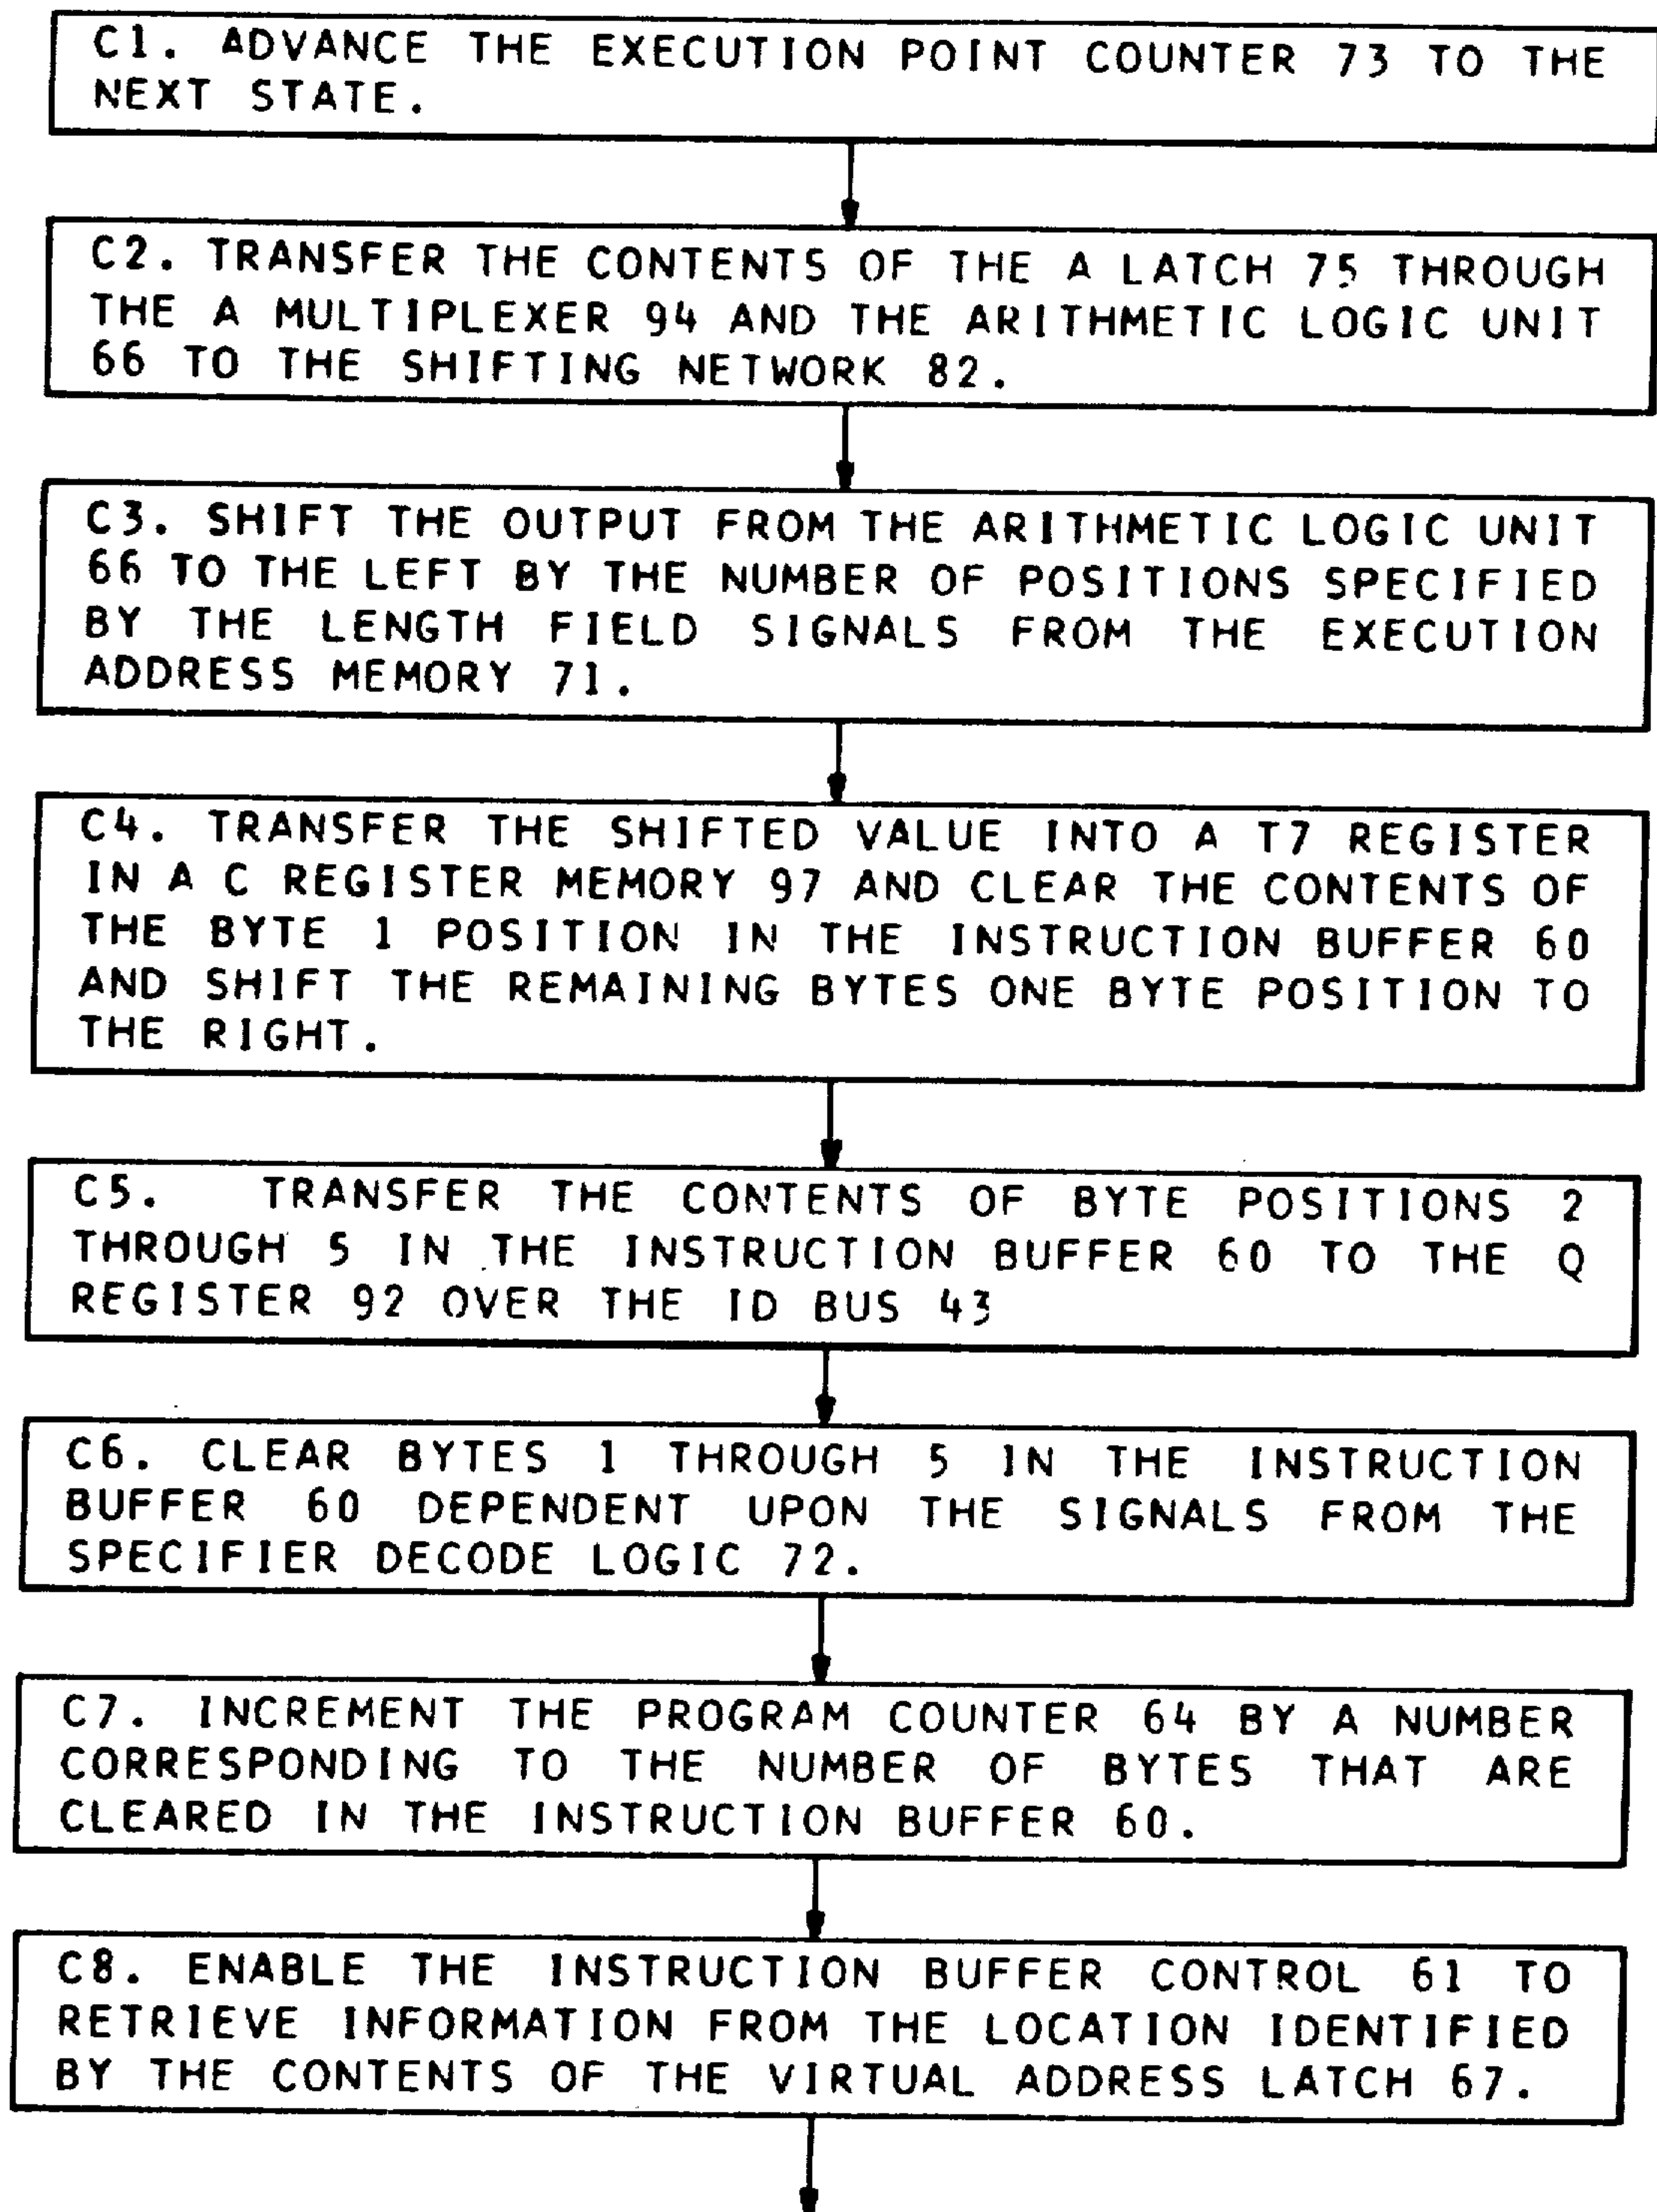 C1. ADVANCE THE EXECUTION POINT COUNTER 73 TO THE
NEXT STATE.
C2. TRANSFER THE CONTENTS OF THE A LATCH 75 THROUGH
THE A MULTIPLEXER 94 AND THE ARITHMETIC LOGIC UNIT
66 TO THE SHIFTING NETWORK 82.
C3. SHIFT THE OUTPUT FROM THE ARITHMETIC LOGIC UNIT
66 TO THE LEFT BY THE NUMBER OF POSITIONS SPECIFIED
BY THE LENGTH FIELD SIGNALS FROM THE EXECUTION
ADDRESS MEMORY 71.
C4. TRANSFER THE SHIFTED VALUE INTO A T7 REGISTER
IN A C REGISTER MEMORY 97 AND CLEAR THE CONTENTS OF
THE BYTE 1 POSITION IN THE INSTRUCTION BUFFER 60
AND SHIFT THE REMAINING BYTES ONE BYTE POSITION TO
THE RIGHT.
C5. TRANSFER THE CONTENTS OF BYTE POSITIONS 2
THROUGH 5 IN THE INSTRUCTION BUFFER 60 TO THE Q
REGISTER 92 OVER THE ID BUS 43
C6. CLEAR BYTES 1 THROUGH 5 IN THE INSTRUCTION
BUFFER 60 DEPENDENT UPON THE SIGNALS FROM THE
SPECIFIER DECODE LOGIC 72.
C7. INCREMENT THE PROGRAM COUNTER 64 BY A NUMBER
CORRESPONDING TO THE NUMBER OF BYTES THAT ARE
CLEARED IN THE INSTRUCTION BUFFER 60.
C8. ENABLE THE INSTRUCTION BUFFER CONTROL 61 TO
RETRIEVE INFORMATION FROM THE LOCATION IDENTIFIED
BY THE CONTENTS OF THE VIRTUAL ADDRESS LATCH 67.